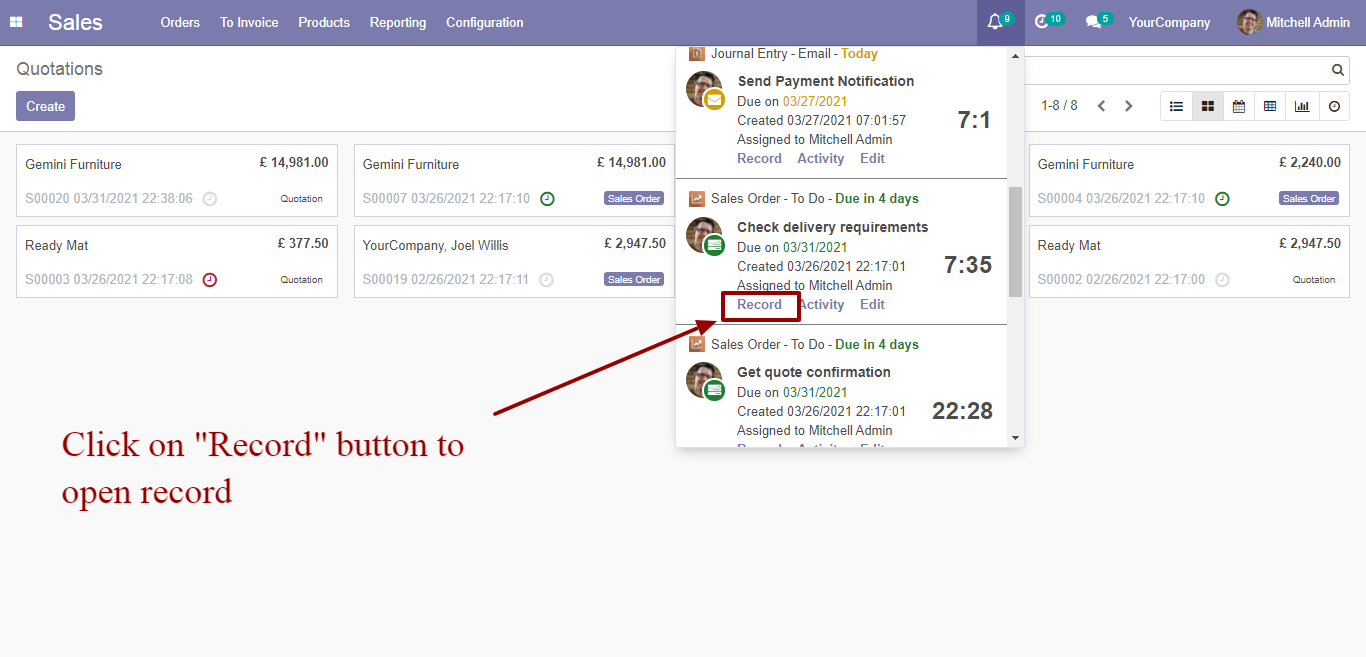 Sales Orders To Invoice Products Reporting Configuration 9 10 5 YourCompany Mitchell Admin
Quotations
Create
1-8 / 8
Gemini Furniture £ 14,981.00
S00020 03/31/2021 22:38:06 Quotation
Gemini Furniture £ 14,981.00
S00007 03/26/2021 22:17:10 Sales Order
Gemini Furniture £ 2,240.00
S00004 03/26/2021 22:17:10 Sales Order
Ready Mat £ 377.50
S00003 03/26/2021 22:17:08 Quotation
YourCompany, Joel Willis £ 2,947.50
S00019 02/26/2021 22:17:11 Sales Order
Ready Mat £ 2,947.50
S00002 02/26/2021 22:17:00 Quotation
Journal Entry - Email - Today
Send Payment Notification
Due on 03/27/2021
Created 03/27/2021 07:01:57
7:1
Assigned to Mitchell Admin
Record Activity Edit
Sales Order - To Do - Due in 4 days
Check delivery requirements
Due on 03/31/2021
Created 03/26/2021 22:17:01
7:35
Assigned to Mitchell Admin
Record Activity Edit
Sales Order - To Do - Due in 4 days
Get quote confirmation
Due on 03/31/2021
Created 03/26/2021 22:17:01
22:28
Assigned to Mitchell Admin
Record Activity Edit
Click on "Record" button to
open record